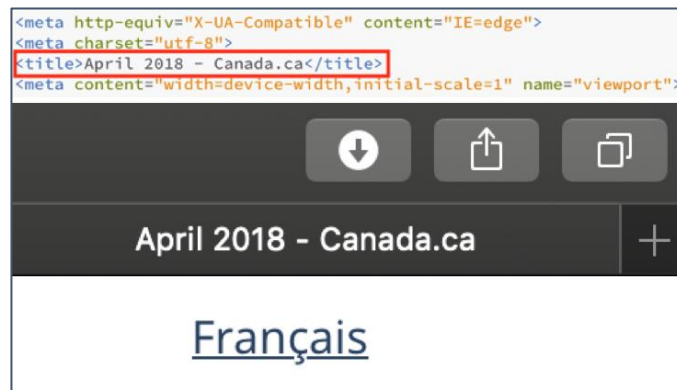 <meta http-equiv="X-UA-Compatible" content="IE=edge">
<meta charset="utf-8">
<title>April 2018 - Canada.ca</title>
<meta content="width=device-width,initial-scale=1" name="viewport">
April 2018 - Canada.ca
Français